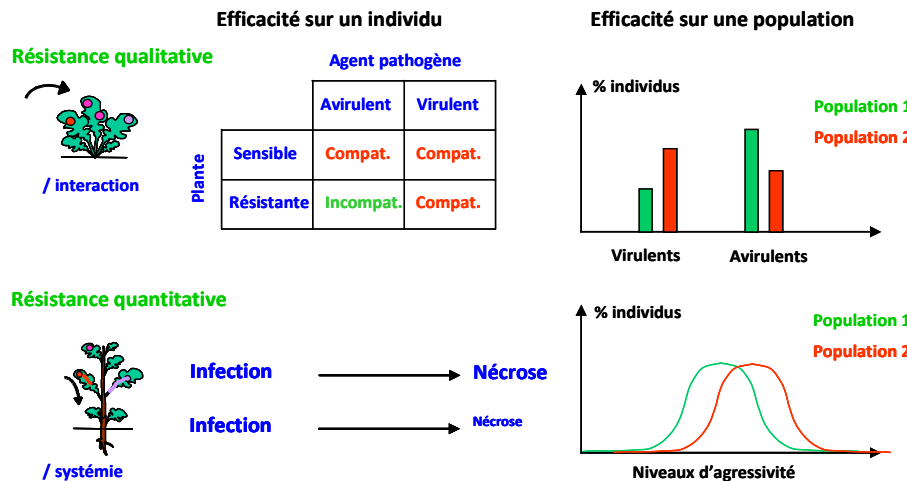 Efficacité sur un individu
Efficacité sur une population
Résistance qualitative
/ interaction
Agent pathogène
Plante
Avirulent Virulent
Sensible Compat. Compat.
Résistante Incompat. Compat.
% individus
Population 1
Population 2
Virulents Avirulents
Résistance quantitative
/ systémie
Infection Nécrose
Infection Nécrose
% individus
Population 1
Population 2
Niveaux d’agressivité